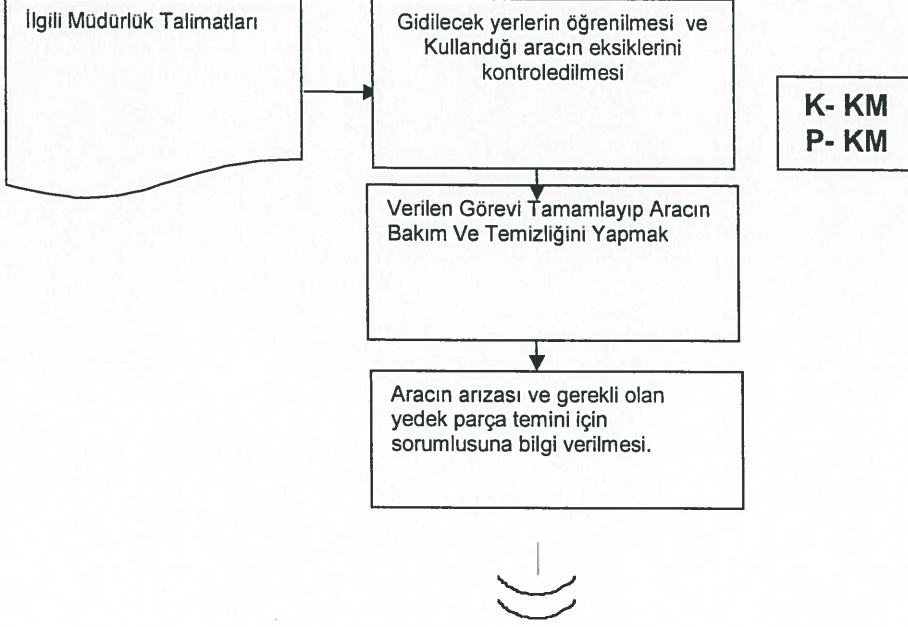 İlgili Müdürlük Talimatları
Gidilecek yerlerin öğrenilmesi ve
Kullandığı aracın eksiklerini
kontroledilmesi
K- KM
P- KM
Verilen Görevi Tamamlayıp Aracın
Bakım Ve Temizliğini Yapmak
Aracın arızası ve gerekli olan
yedek parça temini için
sorumlusuna bilgi verilmesi.